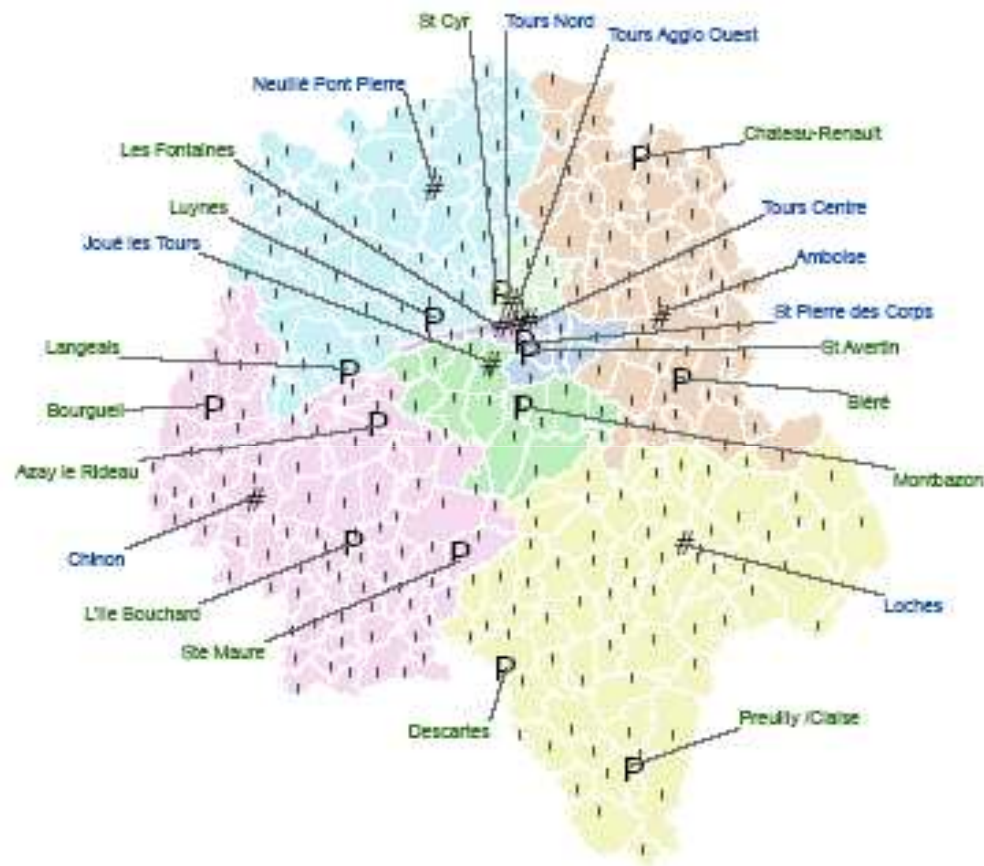 St Cyr
Tours Nord
Tours Agglo Ouest
Neuillé Pont Pierre
Chateau-Renault
Les Fontaines
Luynes
Tours Centre
Joué les Tours
Amboise
St Pierre des Corps
Langeais
St Avertin
Bourgueil
Bléré
Azay le Rideau
Montbazon
Chinon
L'Ile Bouchard
Loches
Ste Maure
Descartes
Preuilly /Claise